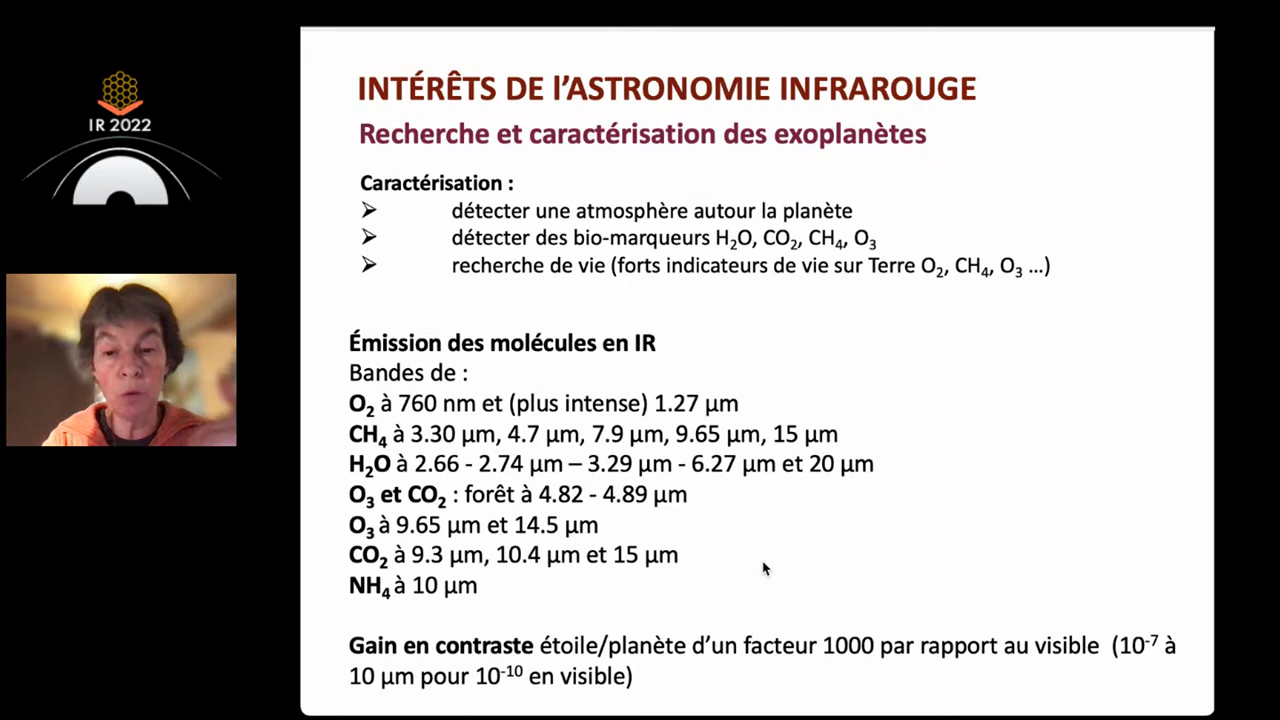 IR 2022
INTÉRÊTS DE l’ASTRONOMIE INFRAROUGE
Recherche et caractérisation des exoplanètes
Caractérisation :
➢ détecter une atmosphère autour la planète
➢ détecter des bio-marqueurs H₂O, CO₂, CH₄, O₃
➢ recherche de vie (forts indicateurs de vie sur Terre O₂, CH₄, O₃ …)
Émission des molécules en IR
Bandes de :
O₂ à 760 nm et (plus intense) 1.27 µm
CH₄ à 3.30 µm, 4.7 µm, 7.9 µm, 9.65 µm, 15 µm
H₂O à 2.66 - 2.74 µm – 3.29 µm - 6.27 µm et 20 µm
O₃ et CO₂ : forêt à 4.82 - 4.89 µm
O₃ à 9.65 µm et 14.5 µm
CO₂ à 9.3 µm, 10.4 µm et 15 µm
NH₄ à 10 µm
Gain en contraste étoile/planète d’un facteur 1000 par rapport au visible (10⁻⁷ à
10 µm pour 10⁻¹⁰ en visible)